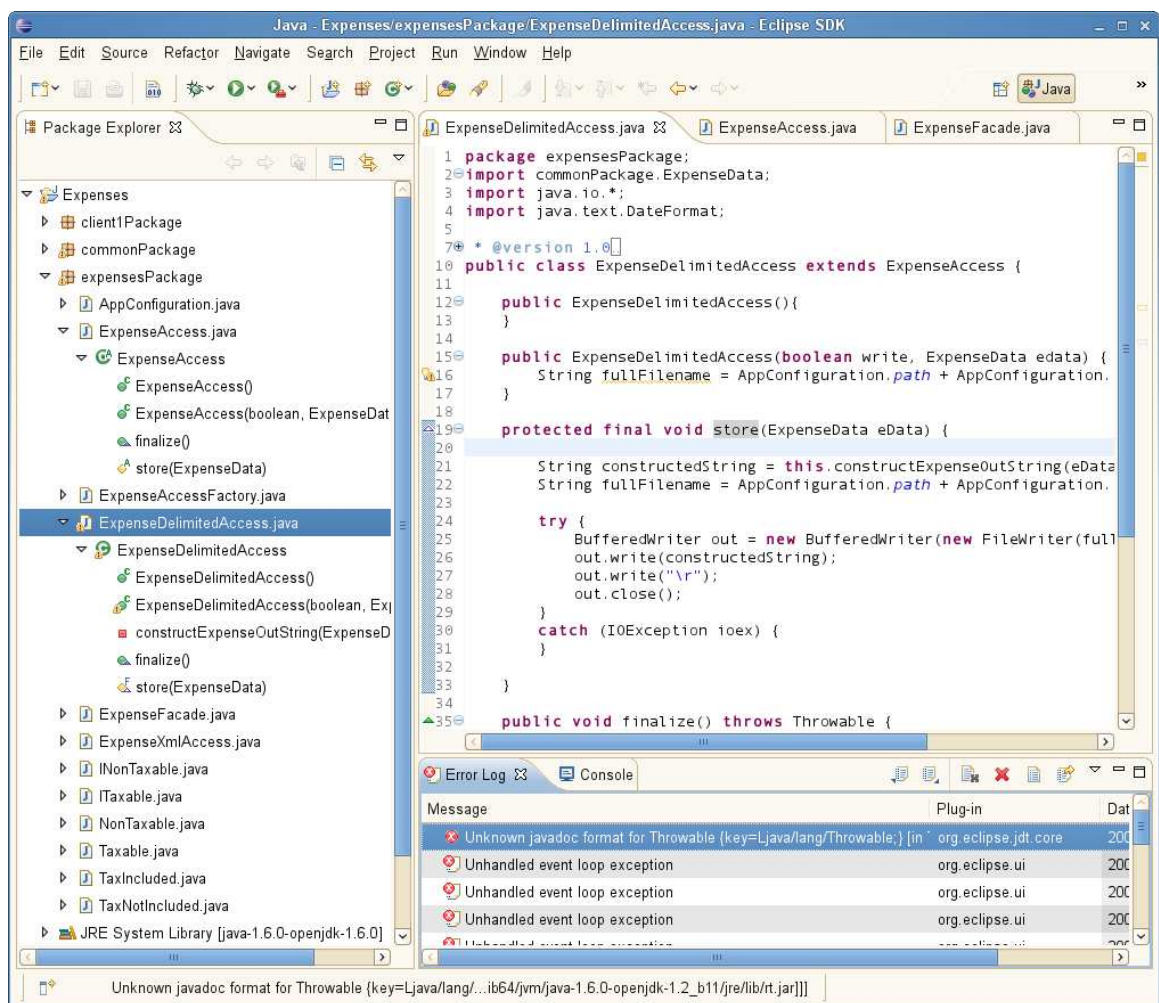 Java - Expenses/expensesPackage/ExpenseDelimitedAccess.java - Eclipse SDK
File Edit Source Refactor Navigate Search Project Run Window Help
Java »
Package Explorer
Expenses
client1Package
commonPackage
expensesPackage
AppConfiguration.java
ExpenseAccess.java
ExpenseAccess
ExpenseAccess()
ExpenseAccess(boolean, ExpenseDat
finalize()
store(ExpenseData)
ExpenseAccessFactory.java
ExpenseDelimitedAccess.java
ExpenseDelimitedAccess
ExpenseDelimitedAccess()
ExpenseDelimitedAccess(boolean, Exp
constructExpenseOutString(ExpenseD
finalize()
store(ExpenseData)
ExpenseFacade.java
ExpenseXmlAccess.java
INonTaxable.java
ITaxable.java
NonTaxable.java
Taxable.java
TaxIncluded.java
TaxNotIncluded.java
JRE System Library [java-1.6.0-openjdk-1.6.0]
ExpenseDelimitedAccess.java ExpenseAccess.java ExpenseFacade.java
1 package expensesPackage;
2 import commonPackage.ExpenseData;
3 import java.io.*;
4 import java.text.DateFormat;
5
7 * @version 1.0
10 public class ExpenseDelimitedAccess extends ExpenseAccess {
11
12 public ExpenseDelimitedAccess(){
13 }
14
15 public ExpenseDelimitedAccess(boolean write, ExpenseData edata) {
16 String fullFilename = AppConfiguration.path + AppConfiguration.
17 }
18
19 protected final void store(ExpenseData eData) {
20
21 String constructedString = this.constructExpenseOutString(eData
22 String fullFilename = AppConfiguration.path + AppConfiguration.
23
24 try {
25 BufferedWriter out = new BufferedWriter(new FileWriter(full
26 out.write(constructedString);
27 out.write("\r");
28 out.close();
29 }
30 catch (IOException ioex) {
31 }
32
33 }
34
35 public void finalize() throws Throwable {
Error Log Console
Message Plug-in Dat
Unknown javadoc format for Throwable {key=Ljava/lang/Throwable;} [in org.eclipse.jdt.core 200
Unhandled event loop exception org.eclipse.ui 200
Unhandled event loop exception org.eclipse.ui 200
Unhandled event loop exception org.eclipse.ui 200
Unknown javadoc format for Throwable {key=Ljava/lang/...ib64/jvm/java-1.6.0-openjdk-1.2_b11/jre/lib/rt.jar]]]